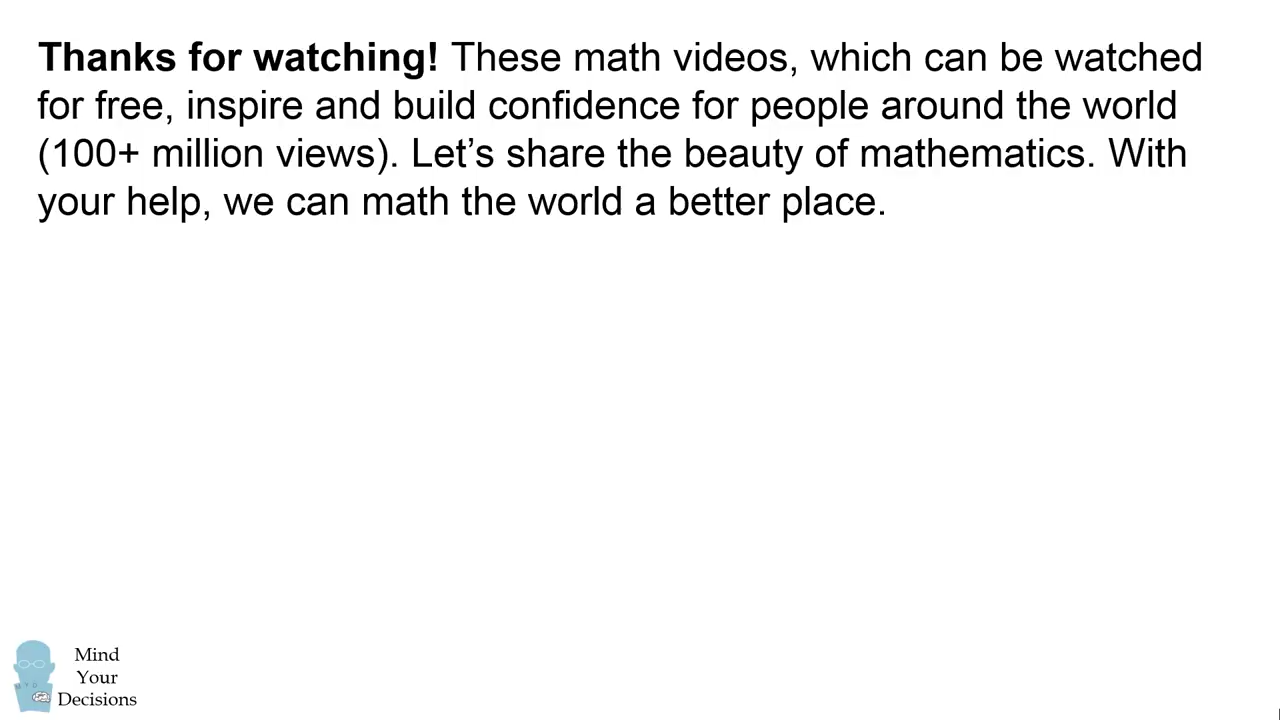 Thanks for watching! These math videos, which can be watched
for free, inspire and build confidence for people around the world
(100+ million views). Let’s share the beauty of mathematics. With
your help, we can math the world a better place.
Mind
Your
Decisions